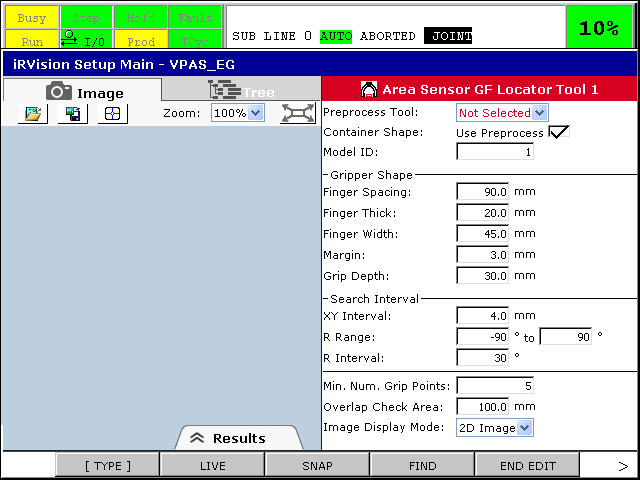 Busy Step Hold Fault
Run I/O Prod TCyc
SUB LINE 0 AUTO ABORTED JOINT
10%
iRVision Setup Main - VPAS_EG
Image Tree
Area Sensor GF Locator Tool 1
Zoom: 100%
Preprocess Tool: Not Selected
Container Shape: Use Preprocess
Model ID: 1
Gripper Shape
Finger Spacing: 90.0 mm
Finger Thick: 20.0 mm
Finger Width: 45.0 mm
Margin: 3.0 mm
Grip Depth: 30.0 mm
Search Interval
XY Interval: 4.0 mm
R Range: -90 ° to 90 °
R Interval: 30 °
Min. Num. Grip Points: 5
Overlap Check Area: 100.0 mm
Image Display Mode: 2D Image
Results
[ TYPE ] LIVE SNAP FIND END EDIT >